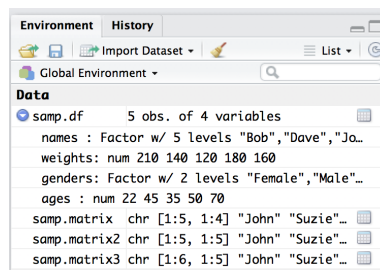 Environment History
Import Dataset List
Global Environment
Data
samp.df 5 obs. of 4 variables
names : Factor w/ 5 levels "Bob","Dave","Jo…
weights: num 210 140 120 180 160
genders: Factor w/ 2 levels "Female","Male"…
ages : num 22 45 35 50 70
samp.matrix chr [1:5, 1:4] "John" "Suzie"…
samp.matrix2 chr [1:5, 1:5] "John" "Suzie"…
samp.matrix3 chr [1:6, 1:5] "John" "Suzie"…